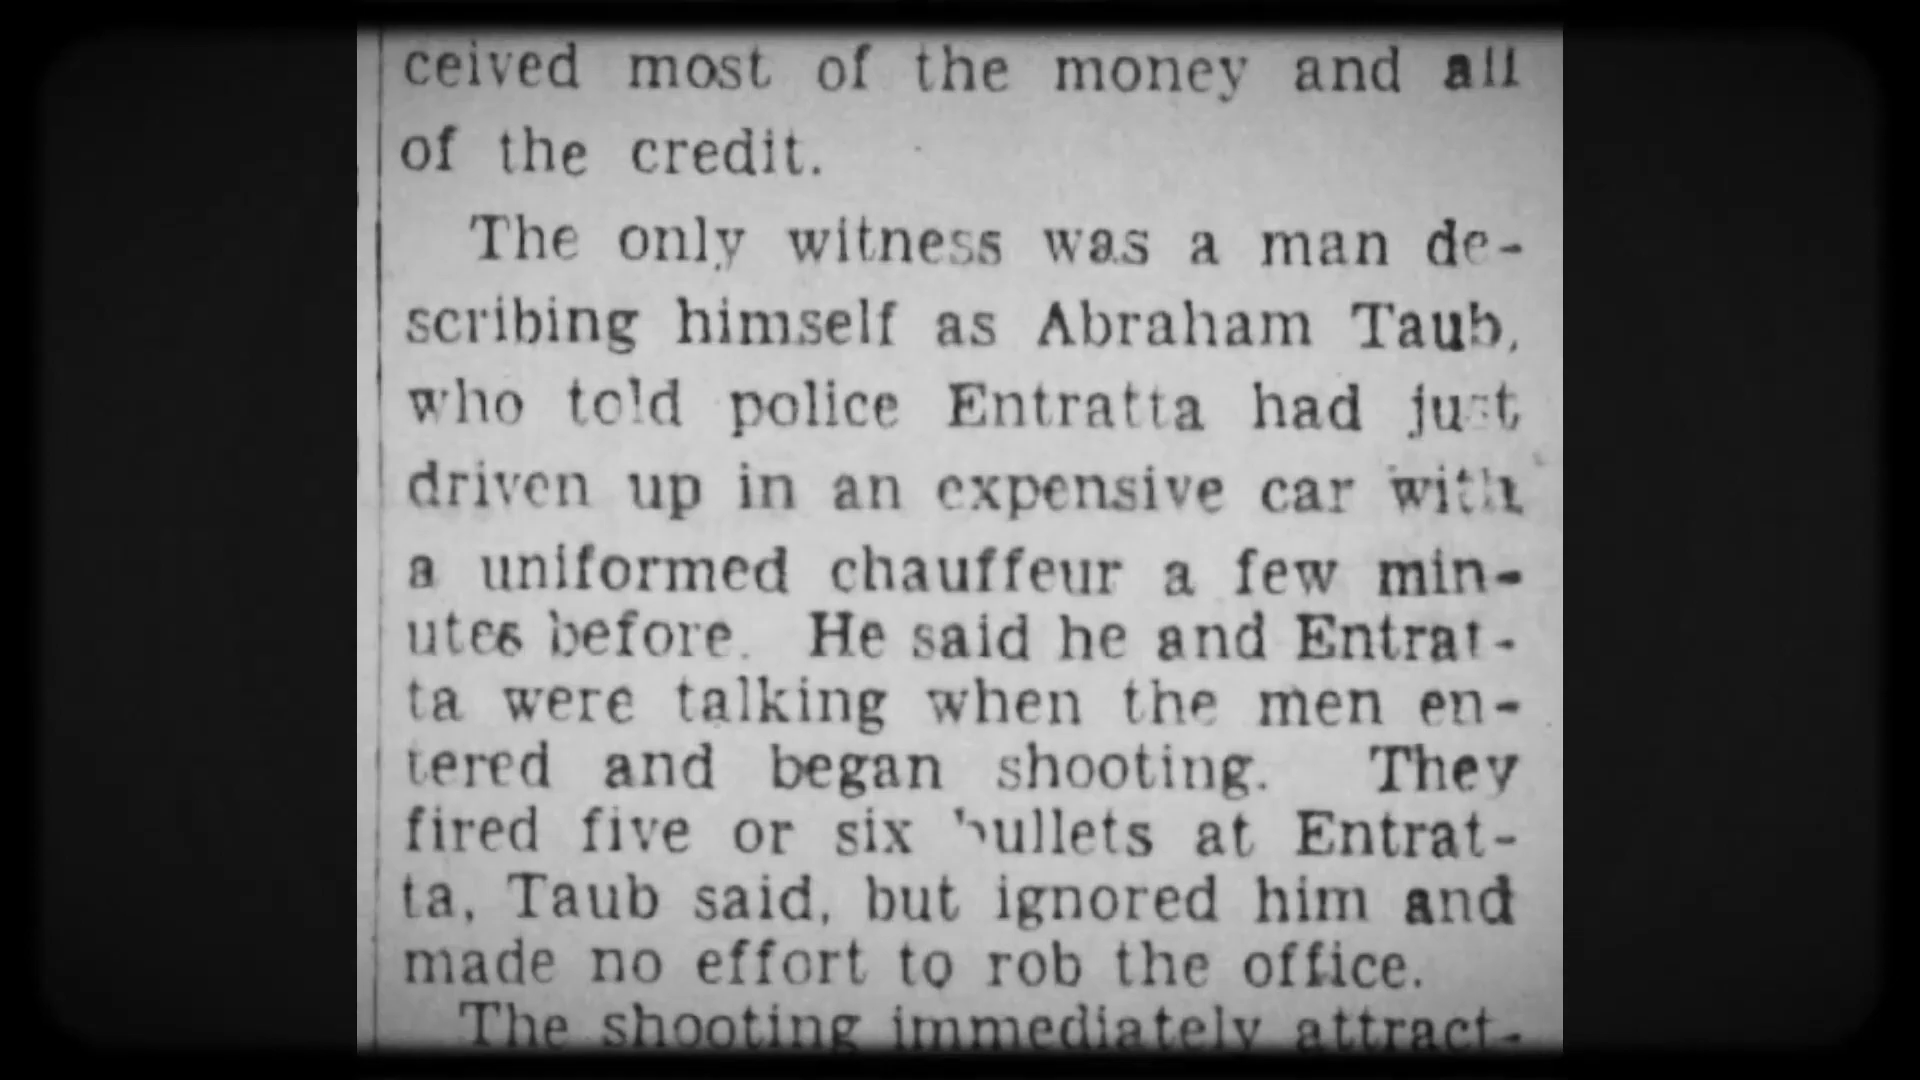 ceived most of the money and all
of the credit.
The only witness was a man de-
scribing himself as Abraham Taub,
who told police Entratta had just
driven up in an expensive car with
a uniformed chauffeur a few min-
utes before. He said he and Entrat-
ta were talking when the men en-
tered and began shooting. They
fired five or six bullets at Entrat-
ta, Taub said, but ignored him and
made no effort to rob the office.
The shooting immediately attract-